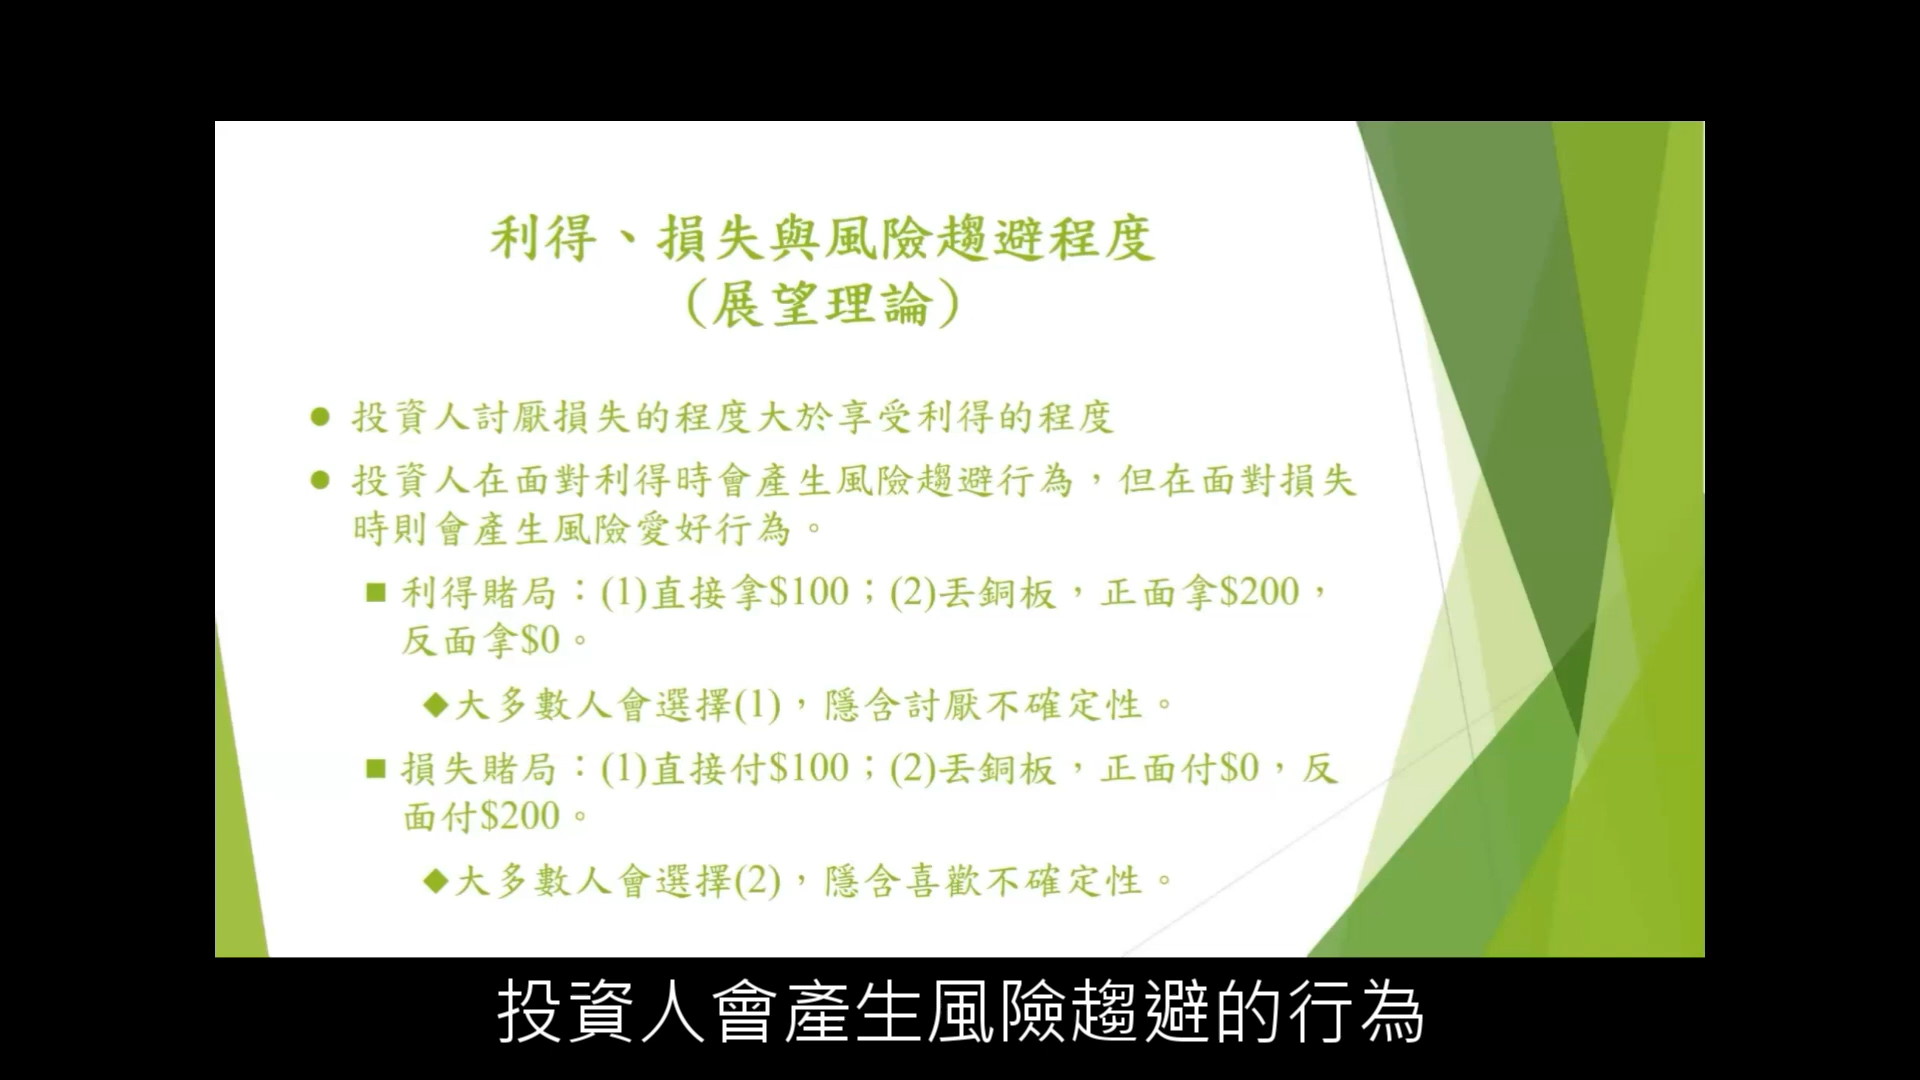 利得、損失與風險趨避程度
（展望理論）
● 投資人討厭損失的程度大於享受利得的程度
● 投資人在面對利得時會產生風險趨避行為，但在面對損失
時則會產生風險愛好行為。
■ 利得賭局：(1)直接拿$100；(2)丟銅板，正面拿$200，
反面拿$0。
◆大多數人會選擇(1)，隱含討厭不確定性。
■ 損失賭局：(1)直接付$100；(2)丟銅板，正面付$0，反
面付$200。
◆大多數人會選擇(2)，隱含喜歡不確定性。
投資人會產生風險趨避的行為